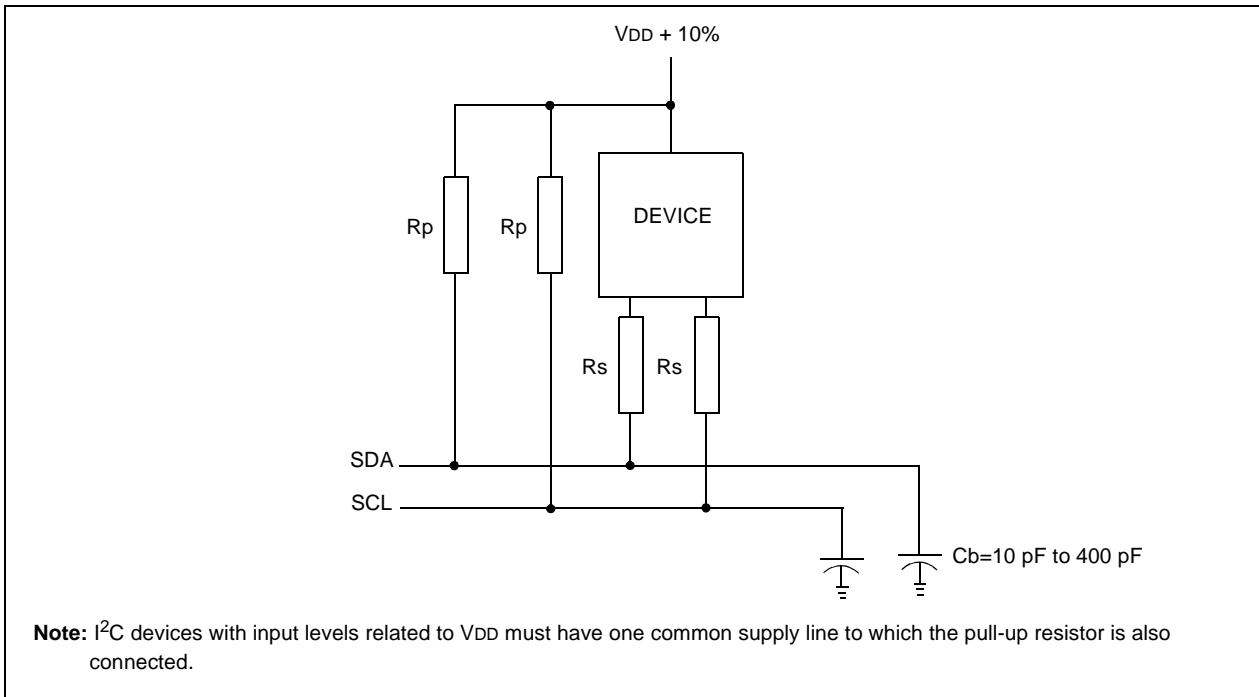 VDD + 10%
DEVICE
Rp
Rp
Rs
Rs
SDA
SCL
Cb=10 pF to 400 pF
Note: I²C devices with input levels related to VDD must have one common supply line to which the pull-up resistor is also
connected.